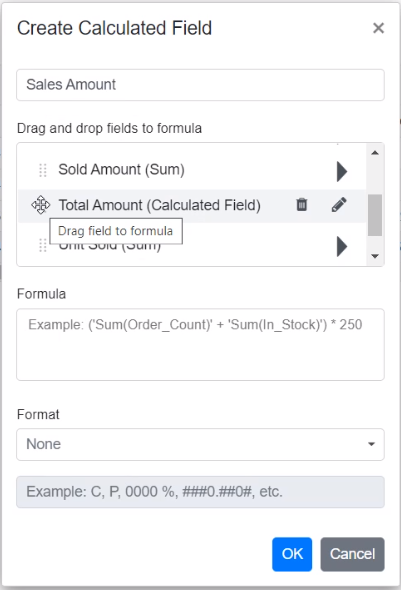 Create Calculated Field
×
Sales Amount
Drag and drop fields to formula
Sold Amount (Sum)
Total Amount (Calculated Field)
Drag field to formula
Unit Sold (Sum)
Formula
Example: ('Sum(Order_Count)' + 'Sum(In_Stock)') * 250
Format
None
Example: C, P, 0000 %, ###0.##0#, etc.
OK Cancel